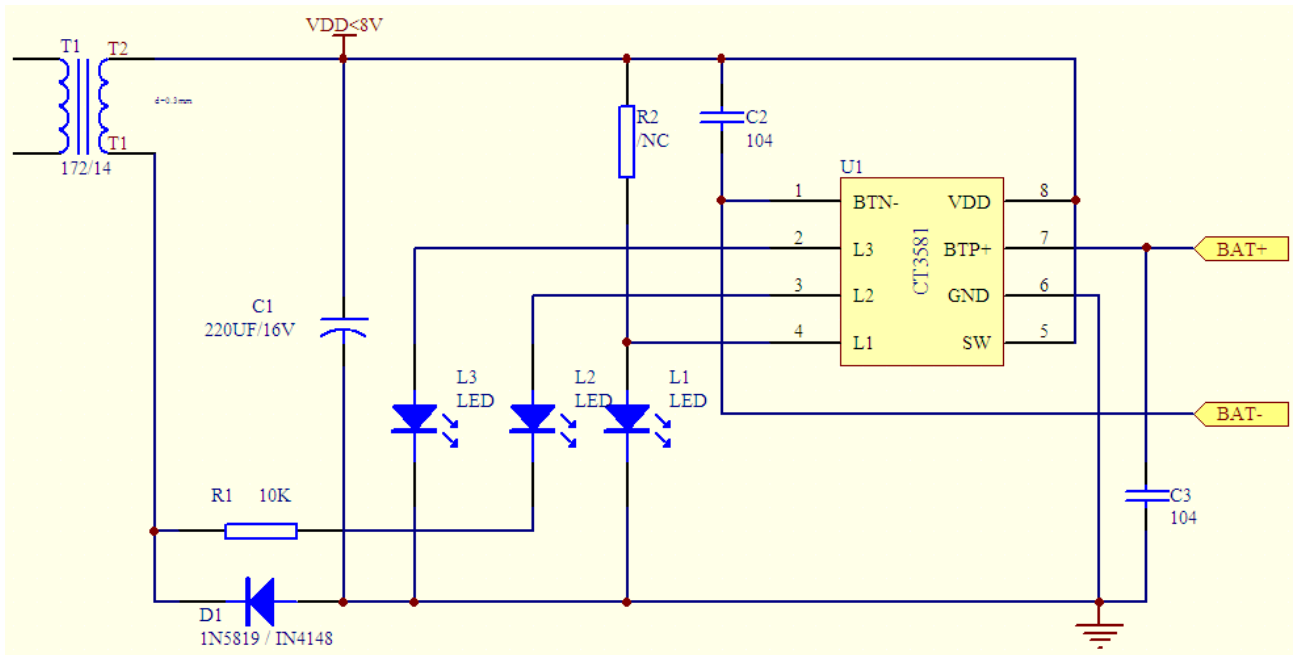 VDD<8V
T1
T2
d=0.3mm
T1
172/14
R2
/NC
C2
104
U1
1
BTN-
VDD
8
2
L3
BTP+
7
CT3581
3
L2
GND
6
4
L1
SW
5
BAT+
BAT-
C1
220UF/16V
L3
LED
L2
LED
L1
LED
R1
10K
C3
104
D1
1N5819 / IN4148